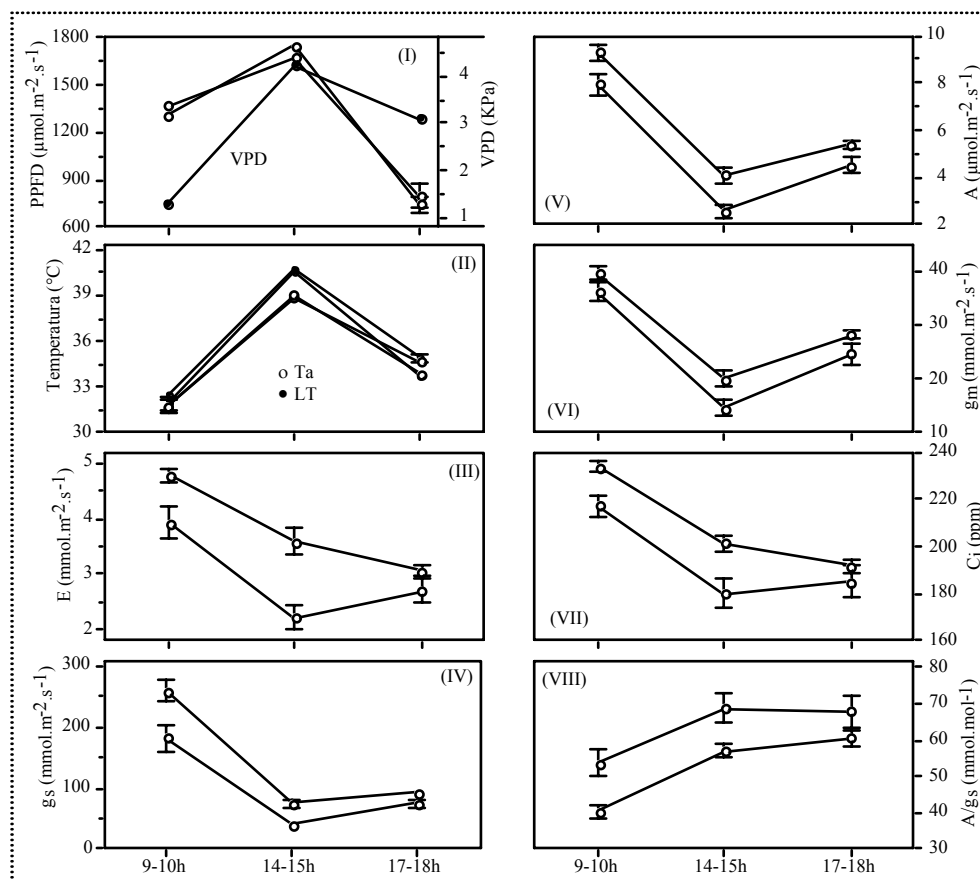 PPFD (µmol.m-2.s-1)
1800
1500
1200
900
600
(I)
VPD
4
3
2
1
VPD (KPa)
Temperatura (°C)
42
39
36
33
30
(II)
Ta
LT
E (mmol.m-2.s-1)
5
4
3
2
(III)
gs (mmol.m-2.s-1)
300
200
100
0
(IV)
9-10h 14-15h 17-18h
(V)
10
8
6
4
2
A (µmol.m-2.s-1)
(VI)
40
30
20
10
gm (mmol.m-2.s-1)
(VII)
240
220
200
180
160
Ci (ppm)
(VIII)
80
70
60
50
40
30
A/gs (mmol.mol-1)
9-10h 14-15h 17-18h